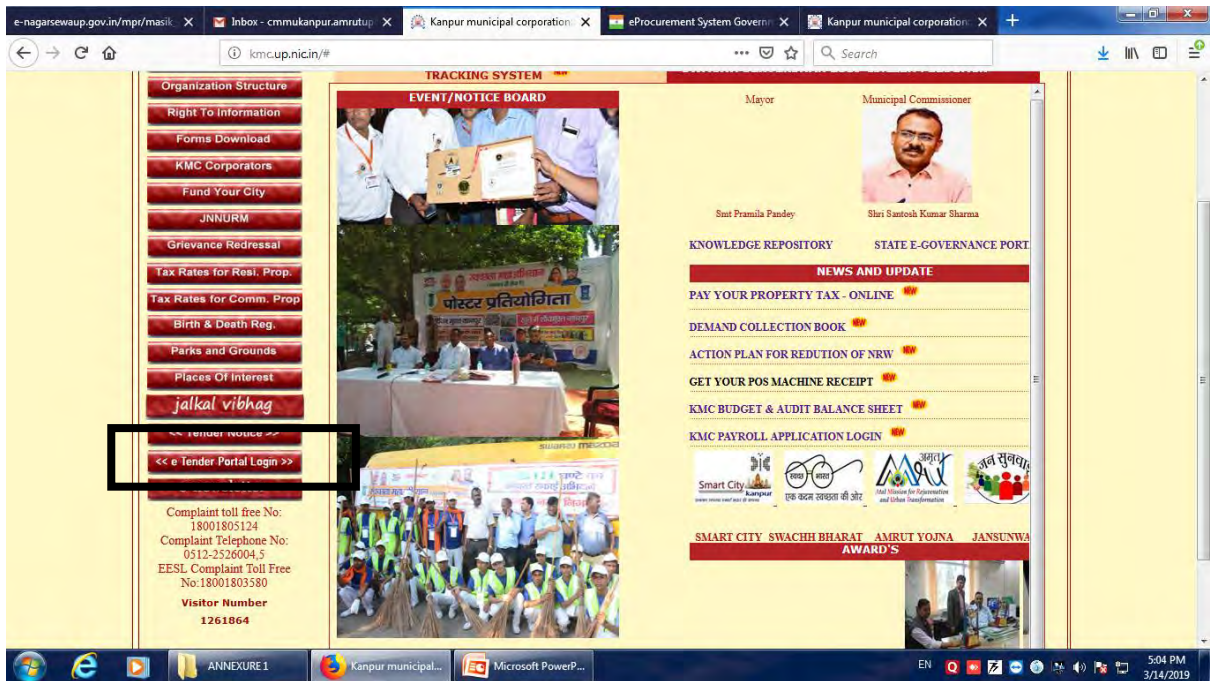 e-nagarsewaup.gov.in/mpr/masik
Inbox - cmmukanpur.amrutup
Kanpur municipal corporation
eProcurement System Governm
Kanpur municipal corporation
kmc.up.nic.in/#
Search
Organization Structure
Right To Information
Forms Download
KMC Corporators
Fund Your City
JNNURM
Grievance Redressal
Tax Rates for Resi. Prop.
Tax Rates for Comm. Prop
Birth & Death Reg.
Parks and Grounds
Places Of Interest
jalkal vibhag
<< Tender Notice >>
<< e Tender Portal Login >>
Complaint toll free No:
18001805124
Complaint Telephone No:
0512-2526004,5
EESL Complaint Toll Free
No:18001803580
Visitor Number
1261864
TRACKING SYSTEM
EVENT/NOTICE BOARD
पोस्टर प्रतियोगिता
Mayor
Municipal Commissioner
Smt Pramila Pandey
Shri Santosh Kumar Sharma
KNOWLEDGE REPOSITORY
STATE E-GOVERNANCE PORT
NEWS AND UPDATE
PAY YOUR PROPERTY TAX - ONLINE NEW
DEMAND COLLECTION BOOK NEW
ACTION PLAN FOR REDUTION OF NRW NEW
GET YOUR POS MACHINE RECEIPT NEW
KMC BUDGET & AUDIT BALANCE SHEET NEW
KMC PAYROLL APPLICATION LOGIN NEW
Smart City
kanpur
स्वच्छ भारत
एक कदम स्वच्छता की ओर
अमृत
and Urban Transformation
जन सुनवाई
SMART CITY SWACHH BHARAT AMRUT YOJNA JANSUNWA
AWARD'S
ANNEXURE 1
Kanpur municipal...
Microsoft PowerP...
EN
5:04 PM
3/14/2019